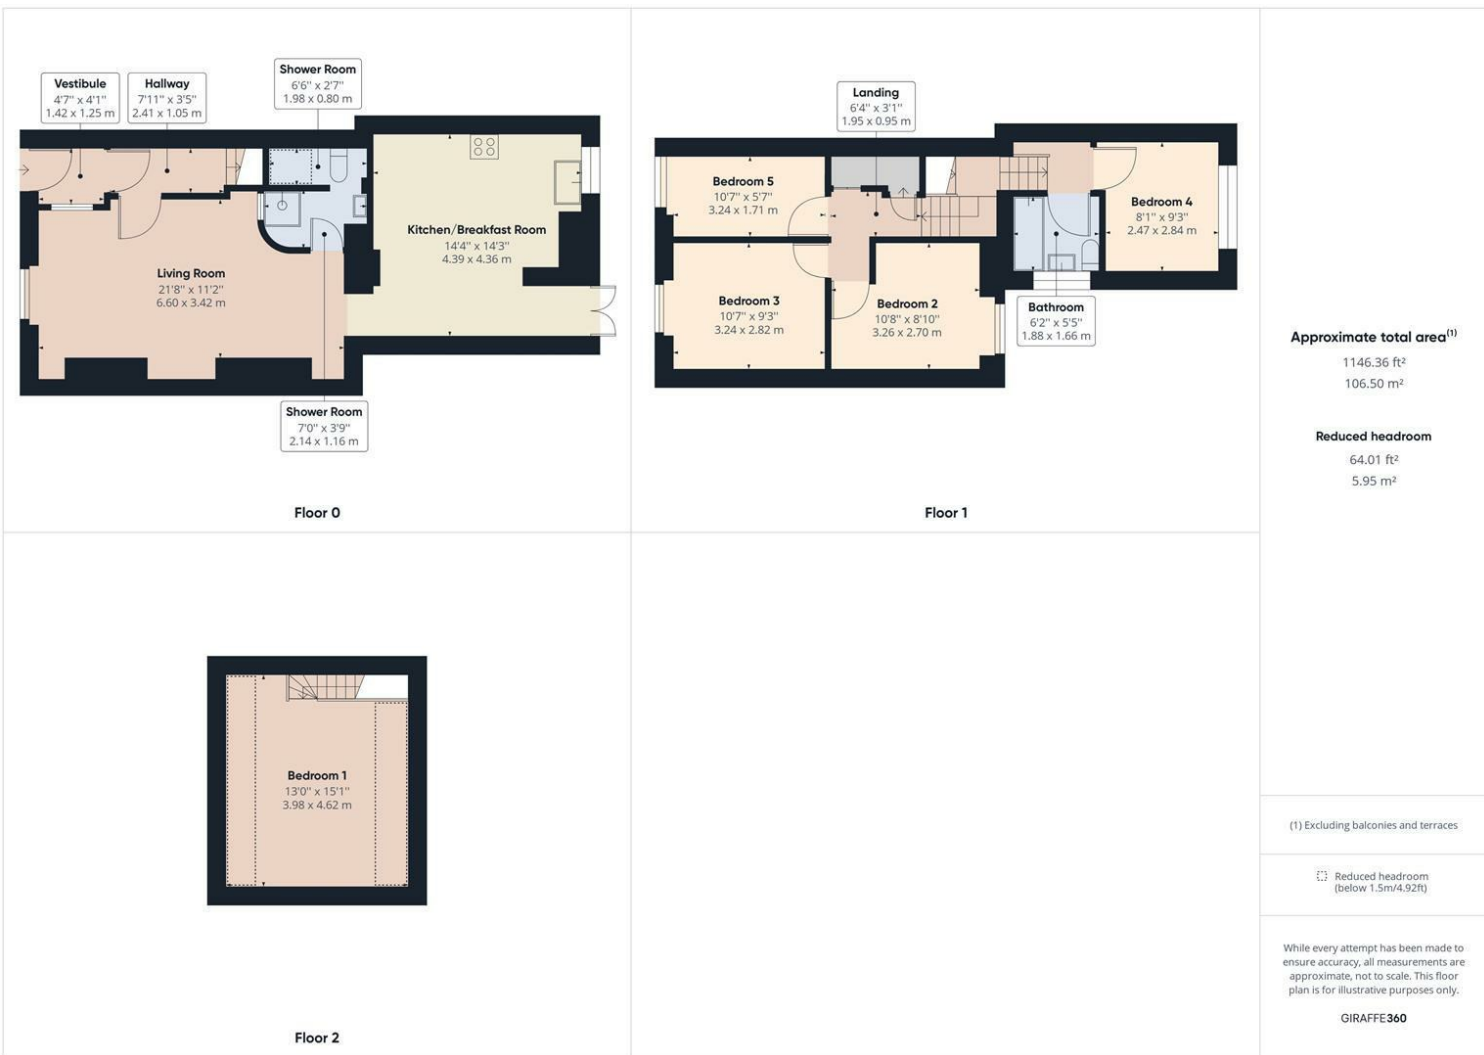 Vestibule
4'7" x 4'1"
1.42 x 1.25 m
Hallway
7'11" x 3'5"
2.41 x 1.05 m
Shower Room
6'6" x 2'7"
1.98 x 0.80 m
Kitchen/Breakfast Room
14'4" x 14'3"
4.39 x 4.36 m
Living Room
21'8" x 11'2"
6.60 x 3.42 m
Shower Room
7'0" x 3'9"
2.14 x 1.16 m
Floor 0
Landing
6'4" x 3'1"
1.95 x 0.95 m
Bedroom 5
10'7" x 5'7"
3.24 x 1.71 m
Bedroom 4
8'1" x 9'3"
2.47 x 2.84 m
Bedroom 3
10'7" x 9'3"
3.24 x 2.82 m
Bedroom 2
10'8" x 8'10"
3.26 x 2.70 m
Bathroom
6'2" x 5'5"
1.88 x 1.66 m
Floor 1
Bedroom 1
13'0" x 15'1"
3.98 x 4.62 m
Floor 2
Approximate total area(1)
1146.36 ft²
106.50 m²
Reduced headroom
64.01 ft²
5.95 m²
(1) Excluding balconies and terraces
Reduced headroom
(below 1.5m/4.92ft)
While every attempt has been made to
ensure accuracy, all measurements are
approximate, not to scale. This floor
plan is for illustrative purposes only.
GIRAFFE360